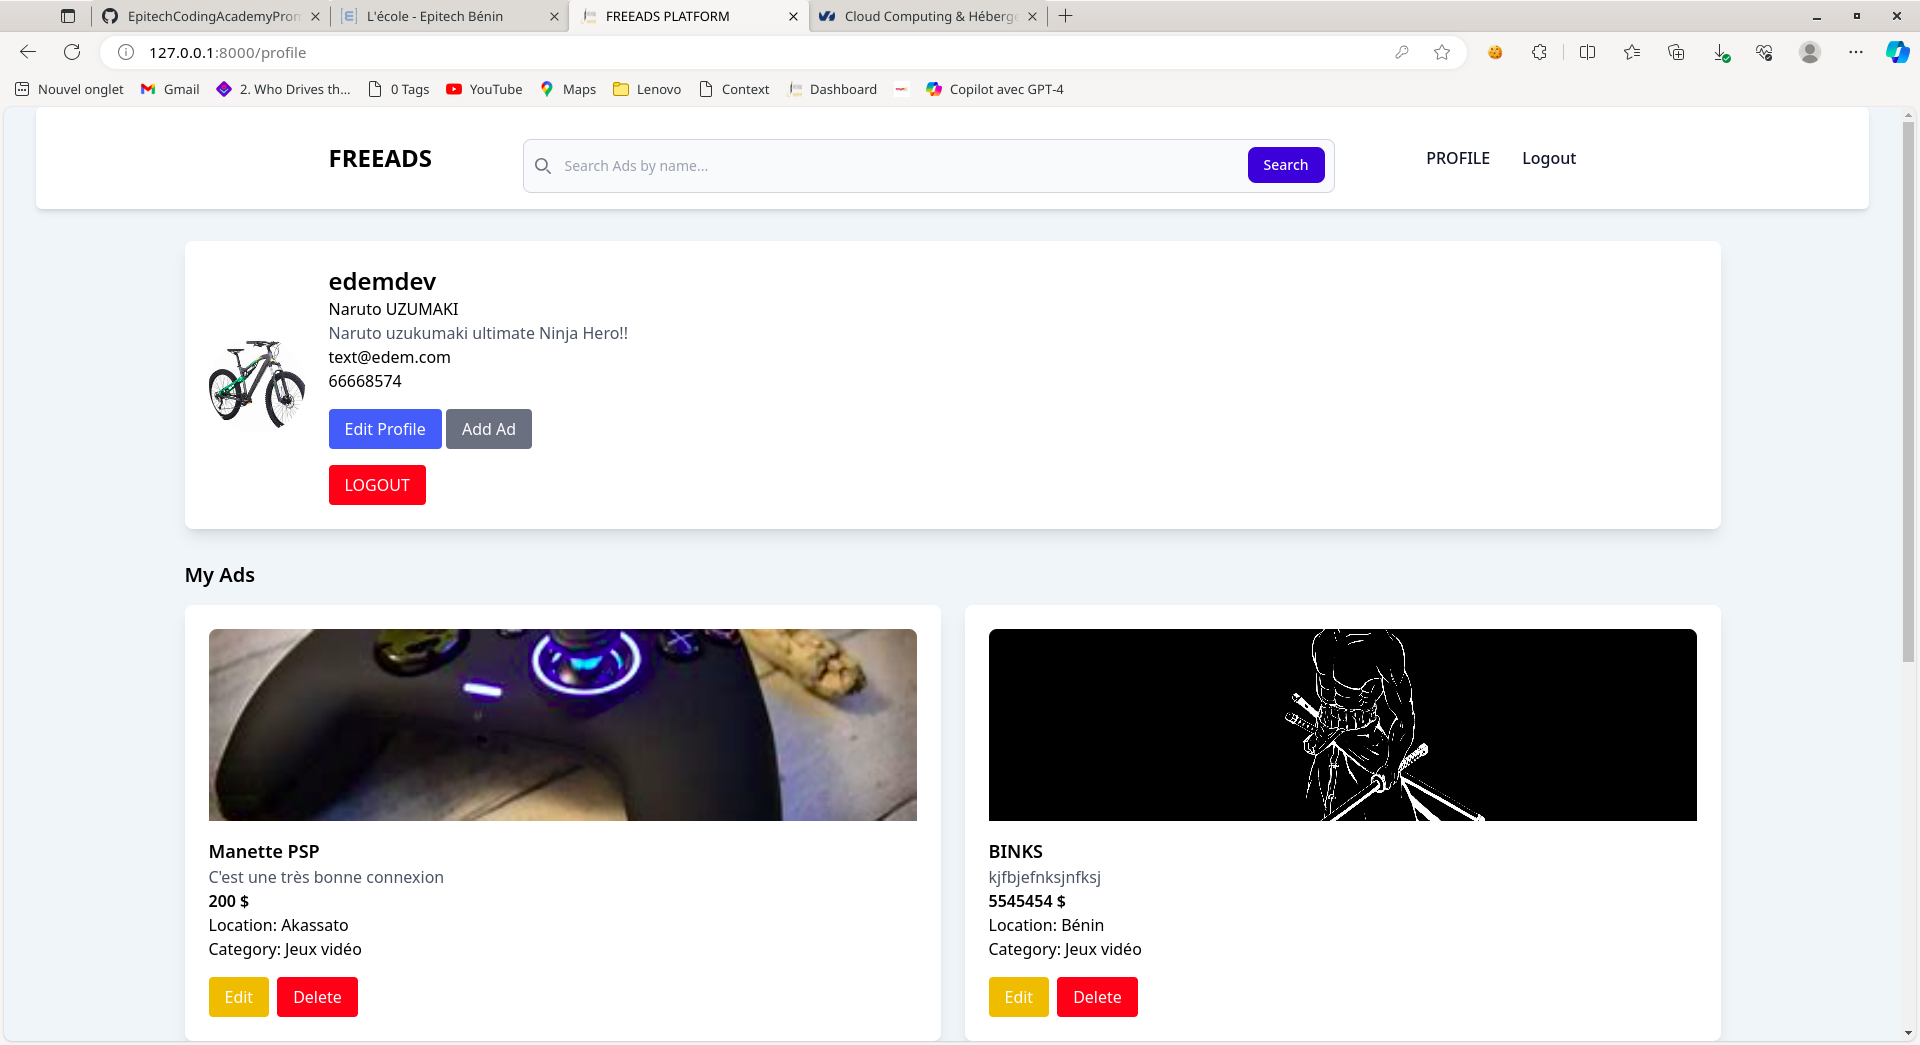 EpitechCodingAcademyPron
L'école - Epitech Bénin
FREEADS PLATFORM
Cloud Computing & Héberge
127.0.0.1:8000/profile
Nouvel onglet
Gmail
2. Who Drives th...
0 Tags
YouTube
Maps
Lenovo
Context
Dashboard
Copilot avec GPT-4
FREEADS
Search Ads by name...
Search
PROFILE
Logout
edemdev
Naruto UZUMAKI
Naruto uzukumaki ultimate Ninja Hero!!
text@edem.com
66668574
Edit Profile
Add Ad
LOGOUT
My Ads
Manette PSP
C'est une très bonne connexion
200 $
Location: Akassato
Category: Jeux vidéo
Edit
Delete
BINKS
kjfbjefnksjnfksj
5545454 $
Location: Bénin
Category: Jeux vidéo
Edit
Delete